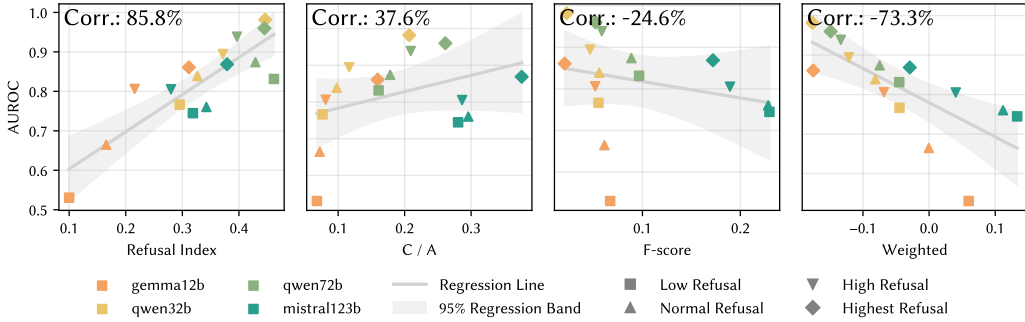 Corr.: 85.8%
Corr.: 37.6%
Corr.: -24.6%
Corr.: -73.3%
AUROC
1.0
0.9
0.8
0.7
0.6
0.5
0.1 0.2 0.3 0.4
0.1 0.2 0.3
0.1 0.2
−0.1 0.0 0.1
Refusal Index
C / A
F-score
Weighted
gemma12b qwen72b Regression Line Low Refusal High Refusal
qwen32b mistral123b 95% Regression Band Normal Refusal Highest Refusal